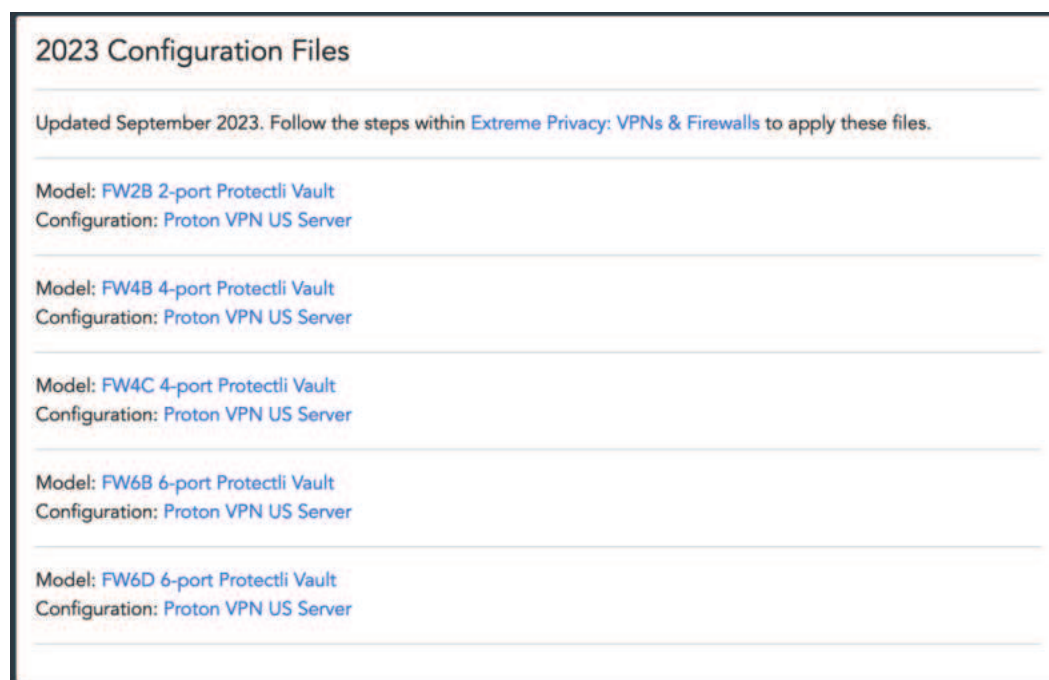 2023 Configuration Files
Updated September 2023. Follow the steps within Extreme Privacy: VPNs & Firewalls to apply these files.
Model: FW2B 2-port Protectli Vault
Configuration: Proton VPN US Server
Model: FW4B 4-port Protectli Vault
Configuration: Proton VPN US Server
Model: FW4C 4-port Protectli Vault
Configuration: Proton VPN US Server
Model: FW6B 6-port Protectli Vault
Configuration: Proton VPN US Server
Model: FW6D 6-port Protectli Vault
Configuration: Proton VPN US Server